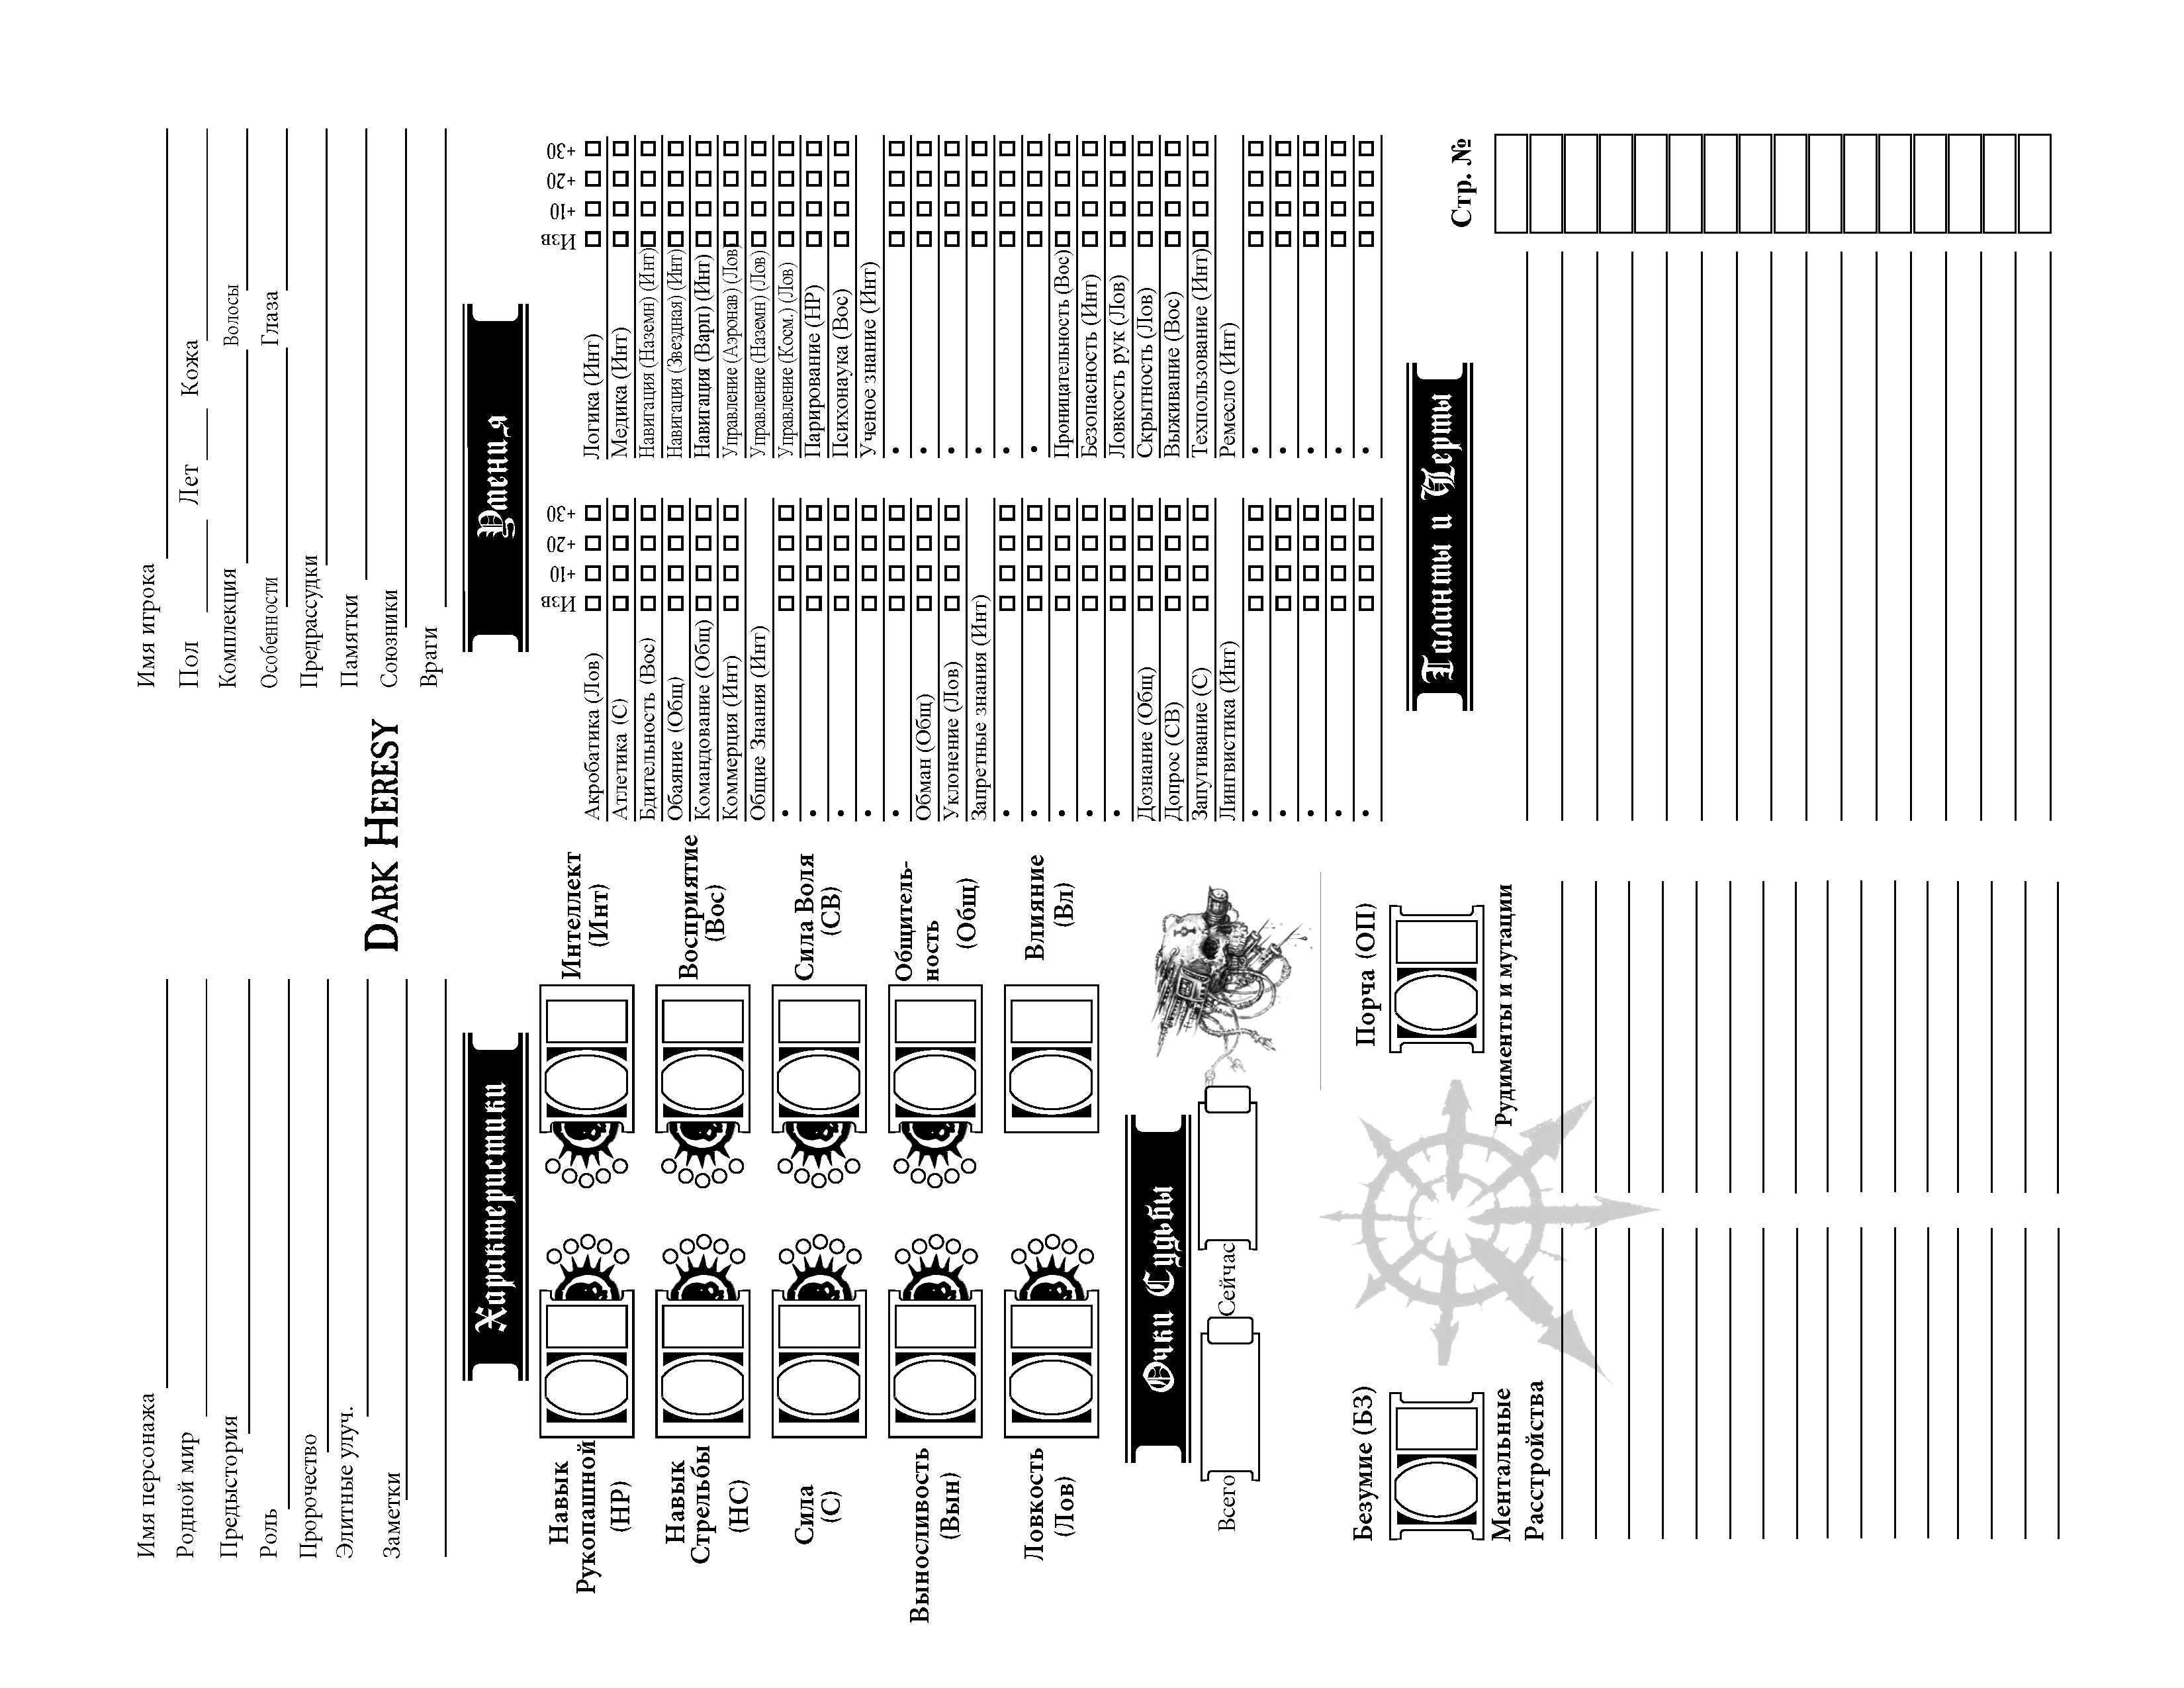 DARK HERESY
Имя персонажа
Родной мир
Предыстория
Роль
Пророчество
Элитные улуч.
Заметки
Имя игрока
Пол Лет Кожа
Комплекция Волосы
Особенности Глаза
Предрассудки
Памятки
Союзники
Враги
Характеристики
Навык
Рукопашной
(НР)
Навык
Стрельбы
(НС)
Сила
(С)
Выносливость
(Вын)
Ловкость
(Лов)
Интеллект
(Инт)
Восприятие
(Вос)
Сила Воля
(СВ)
Общитель-
ность
(Общ)
Влияние
(Вл)
Умения
Изв +10 +20 +30
Акробатика (Лов)
Атлетика (С)
Бдительность (Вос)
Обаяние (Общ)
Командование (Общ)
Коммерция (Инт)
Общие Знания (Инт)
•
•
•
•
•
Обман (Общ)
Уклонение (Лов)
Запретные знания (Инт)
•
•
•
•
•
Дознание (Общ)
Допрос (СВ)
Запугивание (С)
Лингвистика (Инт)
•
•
•
•
•
Изв +10 +20 +30
Логика (Инт)
Медика (Инт)
Навигация (Наземн) (Инт)
Навигация (Звездная) (Инт)
Навигация (Варп) (Инт)
Управление (Аэронав) (Лов)
Управление (Наземн) (Лов)
Управление (Косм.) (Лов)
Парирование (НР)
Психонаука (Вос)
Ученое знание (Инт)
•
•
•
•
•
•
Проницательность (Вос)
Безопасность (Инт)
Ловкость рук (Лов)
Скрытность (Лов)
Выживание (Вос)
Техпользование (Инт)
Ремесло (Инт)
•
•
•
•
•
Очки Судьбы
Всего Сейчас
Безумие (БЗ)
Ментальные
Расстройства
Порча (ОП)
Рудименты и мутации
Таланты и Черты
Стр. №